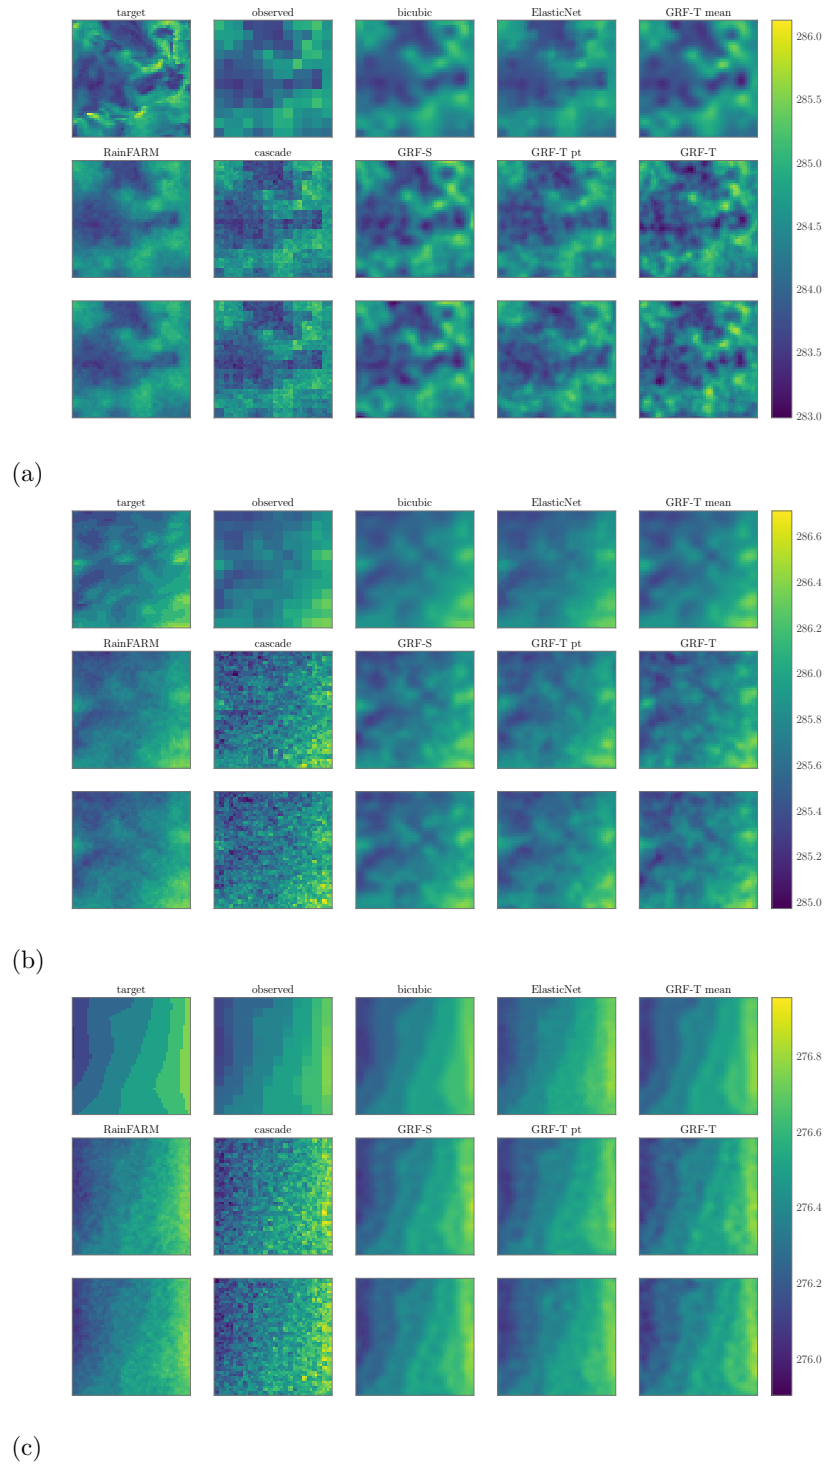 target observed bicubic ElasticNet GRF-T mean
286.0
285.5
RainFARM cascade GRF-S GRF-T pt GRF-T
285.0
284.5
284.0
283.5
283.0
(a)
target observed bicubic ElasticNet GRF-T mean
286.6
286.4
RainFARM cascade GRF-S GRF-T pt GRF-T
286.2
286.0
285.8
285.6
285.4
285.2
285.0
(b)
target observed bicubic ElasticNet GRF-T mean
276.8
RainFARM cascade GRF-S GRF-T pt GRF-T
276.6
276.4
276.2
276.0
(c)